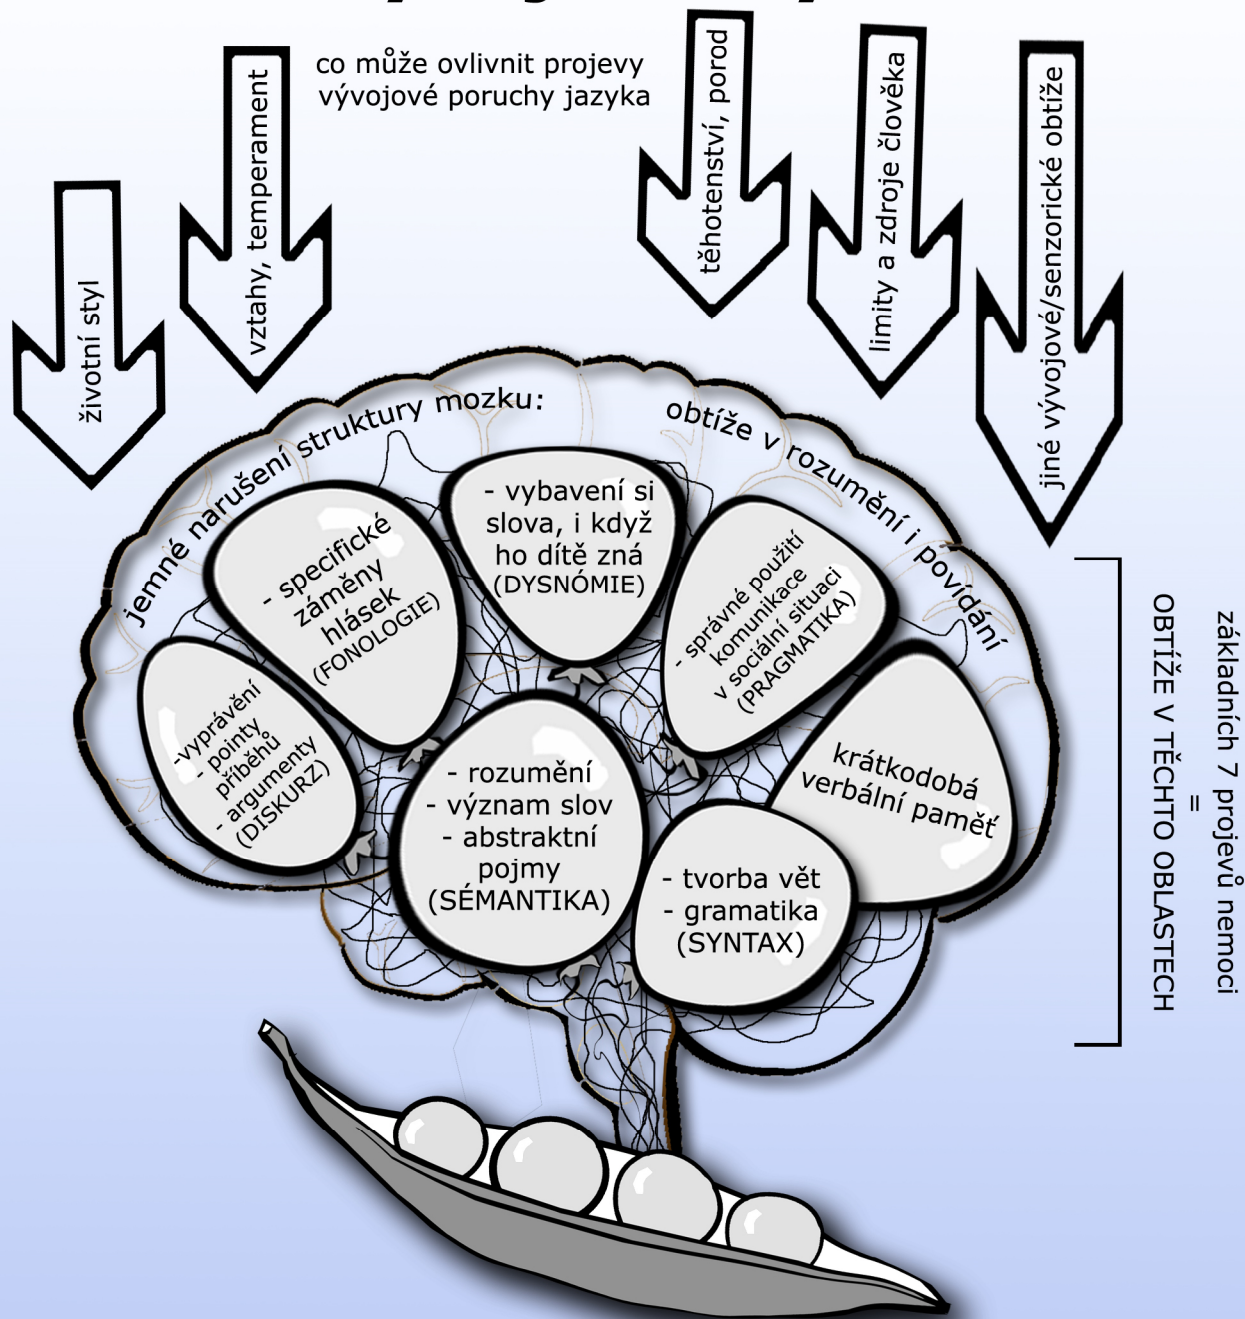 co může ovlivnit projevy
vývojové poruchy jazyka
životní styl
vztahy, temperament
těhotenství, porod
limity a zdroje člověka
jiné vývojové/senzorické obtíže
jemné narušení struktury mozku:
obtíže v rozumění i povídání
-vyprávění
- pointy
příběhů
- argumenty
(DISKURZ)
- specifické
záměny
hlásek
(FONOLOGIE)
- vybavení si
slova, i když
ho dítě zná
(DYSNÓMIE)
- správné použití
komunikace
v sociální situaci
(PRAGMATIKA)
krátkodobá
verbální paměť
- rozumění
- význam slov
- abstraktní
pojmy
(SÉMANTIKA)
- tvorba vět
- gramatika
(SYNTAX)
základních 7 projevů nemoci
=
OBTÍŽE V TĚCHTO OBLASTECH